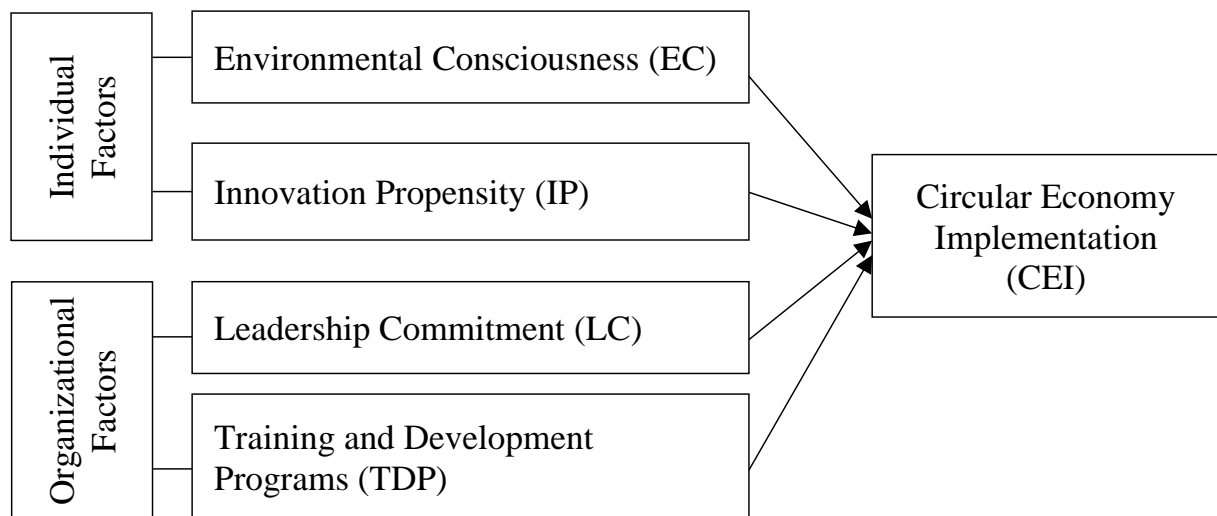 Individual
Factors
Environmental Consciousness (EC)
Innovation Propensity (IP)
Organizational
Factors
Leadership Commitment (LC)
Training and Development
Programs (TDP)
Circular Economy
Implementation
(CEI)